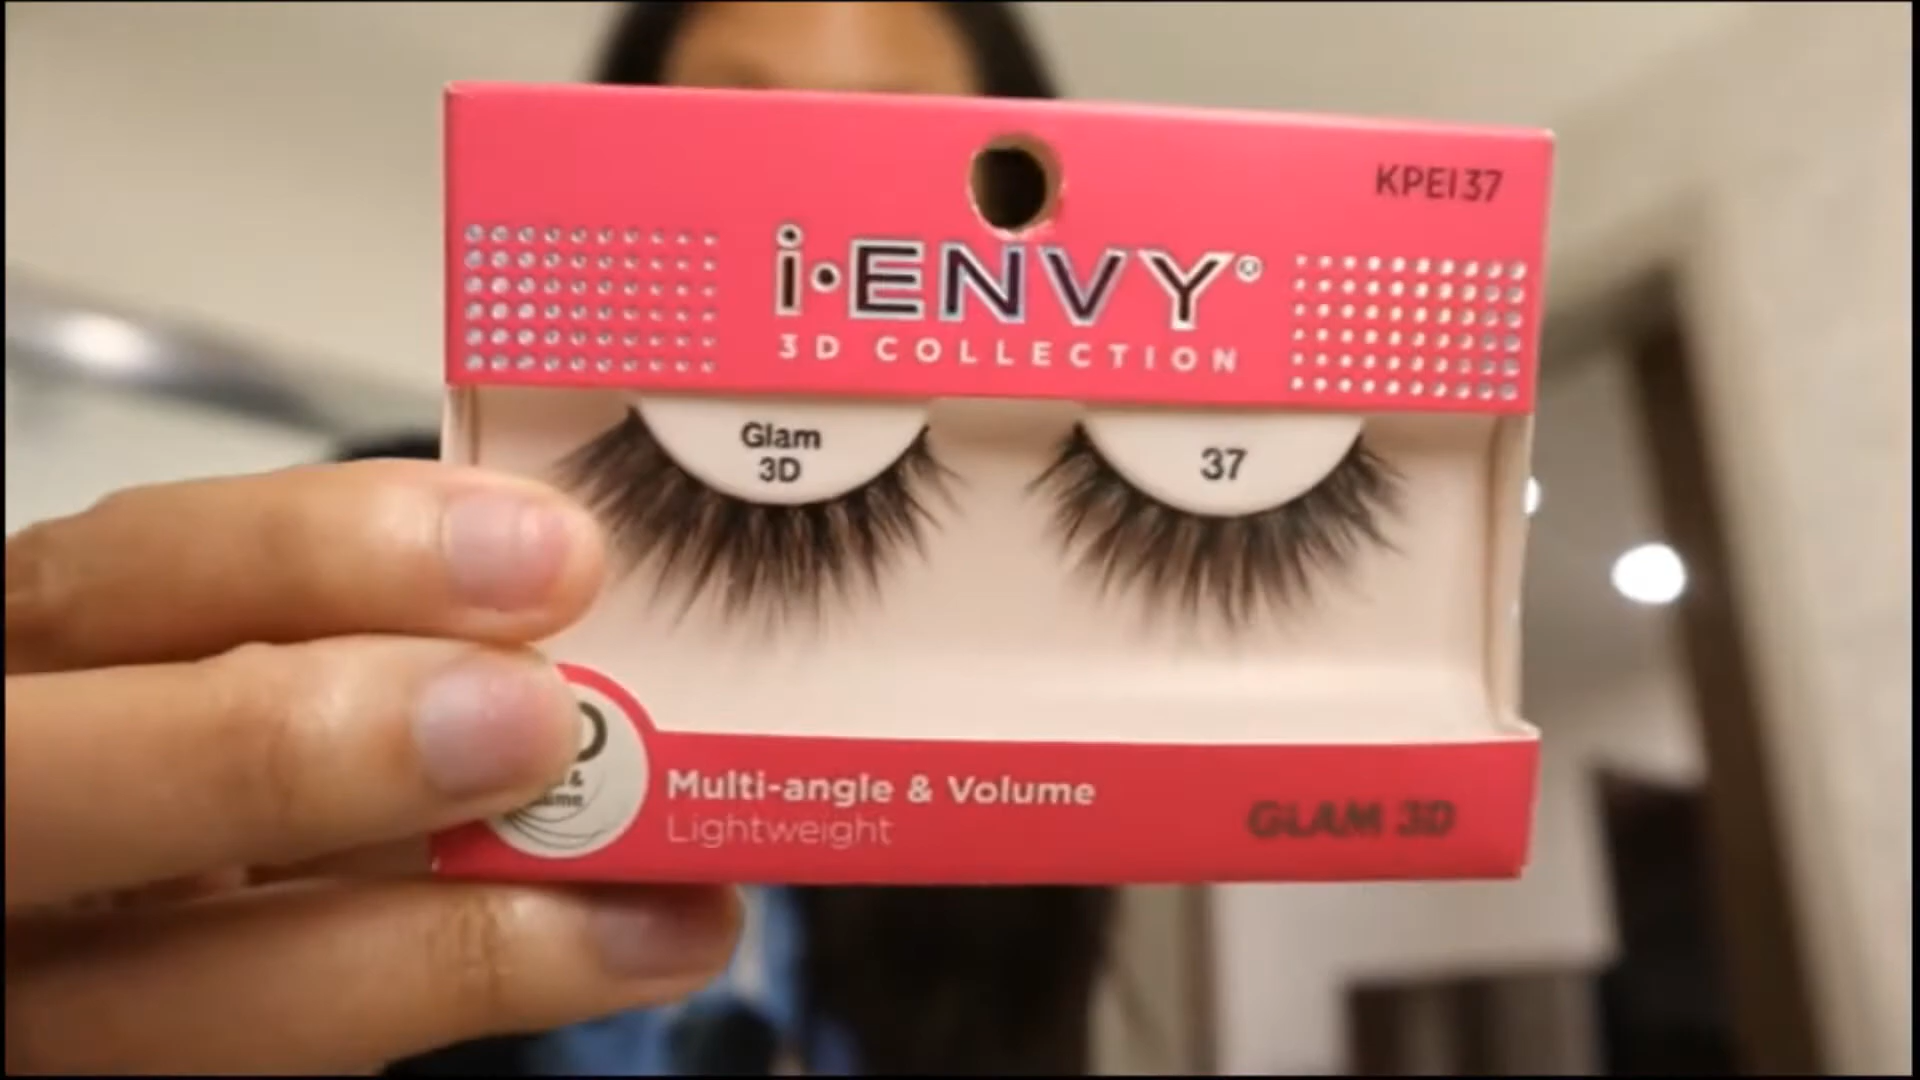 KPEI37
i•ENVY®
3D COLLECTION
Glam
3D
37
Multi-angle & Volume
Lightweight
GLAM 3D